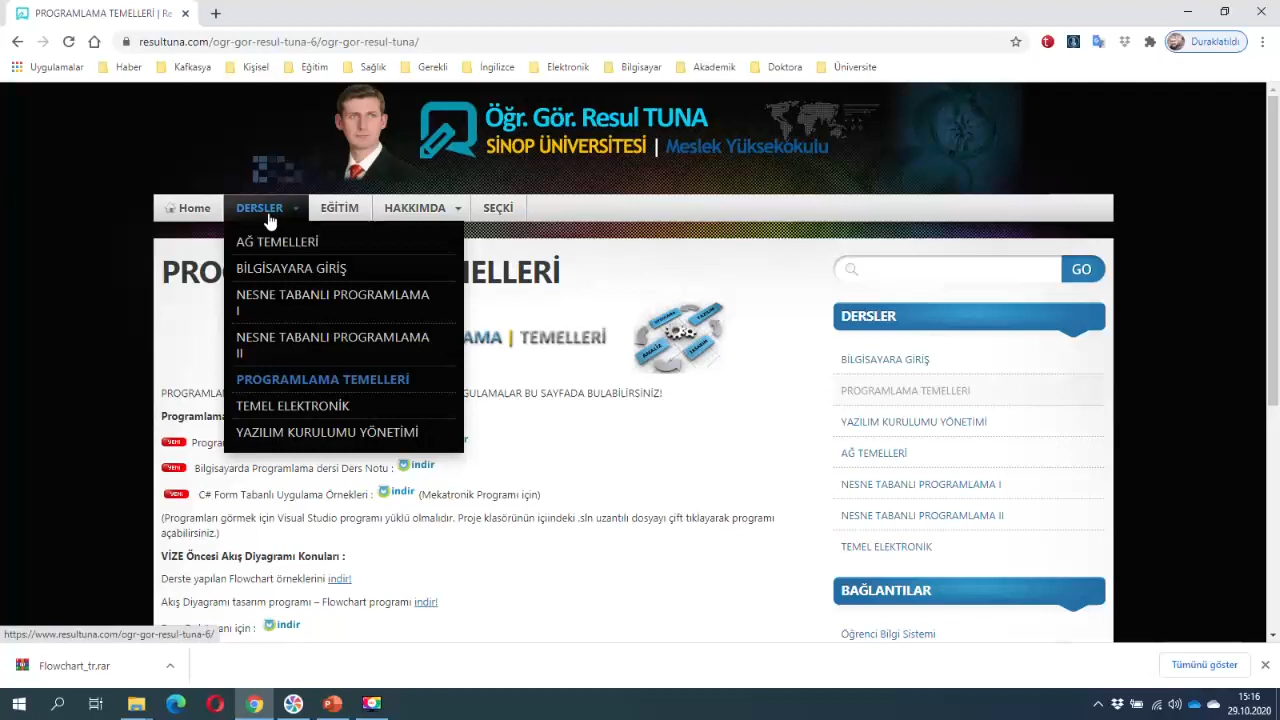 PROGRAMLAMA TEMELLERİ | Re
resultuna.com/ogr-gor-resul-tuna-6/ogr-gor-resul-tuna/
Duraklatıldı
Uygulamalar
Haber
Kafkasya
Kişisel
Eğitim
Sağlık
Gerekli
İngilizce
Elektronik
Bilgisayar
Akademik
Doktora
Üniversite
Öğr. Gör. Resul TUNA
SİNOP ÜNİVERSİTESİ | Meslek Yüksekokulu
Home
DERSLER
EĞİTİM
HAKKIMDA
SEÇKİ
AĞ TEMELLERİ
BİLGİSAYARA GİRİŞ
NESNE TABANLI PROGRAMLAMA
I
NESNE TABANLI PROGRAMLAMA
II
PROGRAMLAMA TEMELLERİ
TEMEL ELEKTRONİK
YAZILIM KURULUMU YÖNETİMİ
PRO ELLERİ
AMA | TEMELLERİ
ANALİZ
TASARIM
PROGRAMLA GULAMALAR BU SAYFADA BULABİLİRSİNİZ!
Programla
YENİ Progra
YENİ Bilgisayarda Programlama dersi Ders Notu : indir
YENİ C# Form Tabanlı Uygulama Örnekleri : indir (Mekatronik Programı için)
(Programları görmek için Visual Studio programı yüklü olmalıdır. Proje klasörünün içiindeki .sln uzantılı dosyayı çift tıklayarak programı
açabilirsiniz.)
VİZE Öncesi Akış Diyagramı Konuları :
Derste yapılan Flowchart örneklerini indir!
Akış Diyagramı tasarım programı – Flowchart programı indir!
anı için : indir
GO
DERSLER
BİLGİSAYARA GİRİŞ
PROGRAMLAMA TEMELLERİ
YAZILIM KURULUMU YÖNETİMİ
AĞ TEMELLERİ
NESNE TABANLI PROGRAMLAMA I
NESNE TABANLI PROGRAMLAMA II
TEMEL ELEKTRONİK
BAĞLANTILAR
Öğrenci Bilgi Sistemi
https://www.resultuna.com/ogr-gor-resul-tuna-6/
Flowchart_tr.rar
Tümünü göster
15:16
29.10.2020